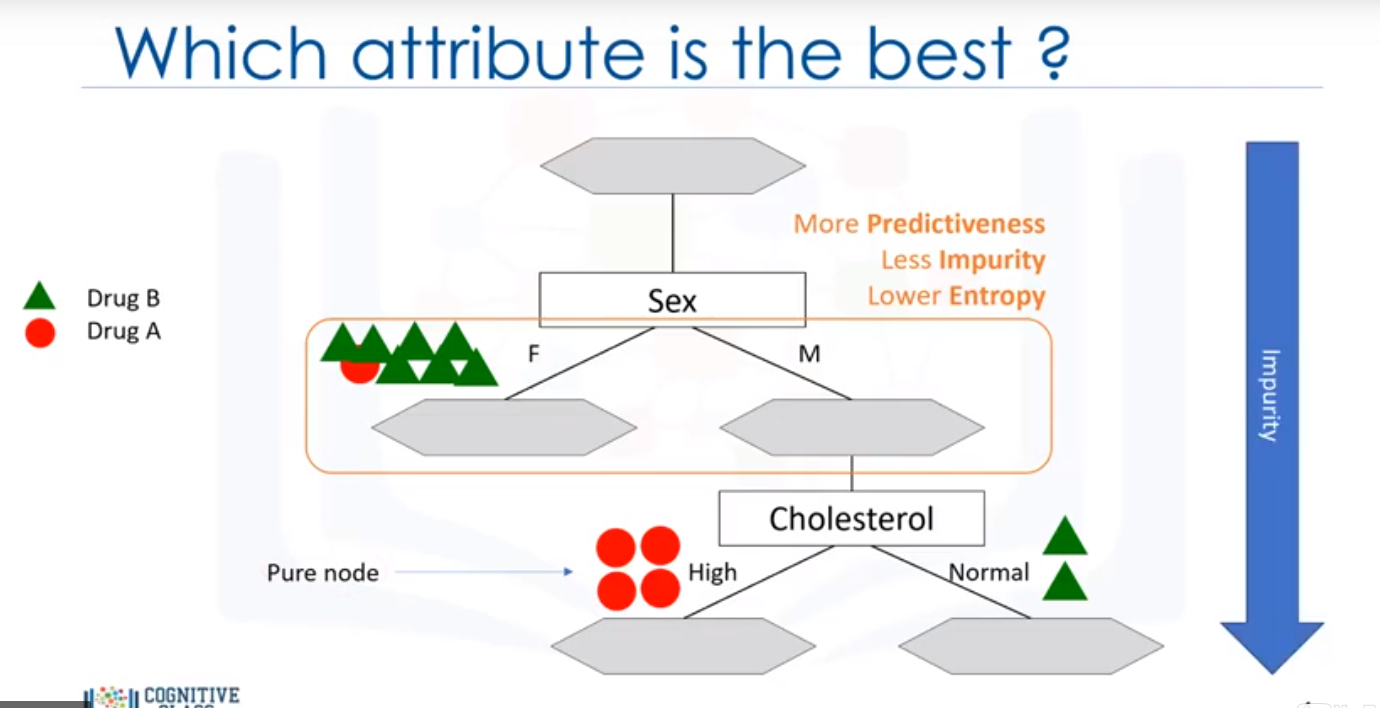 Which attribute is the best ?
More Predictiveness
Less Impurity
Lower Entropy
Drug B
Drug A
Sex
F
M
Impurity
Cholesterol
Pure node
High
Normal
COGNITIVE